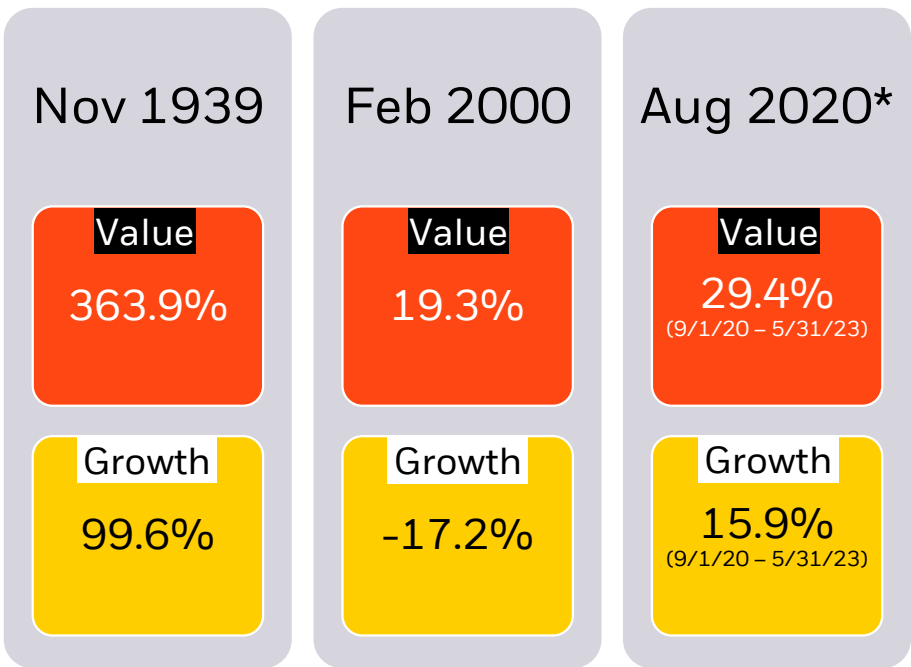 Nov 1939
Value
363.9%
Growth
99.6%
Feb 2000
Value
19.3%
Growth
-17.2%
Aug 2020*
Value
29.4%
(9/1/20 – 5/31/23)
Growth
15.9%
(9/1/20 – 5/31/23)